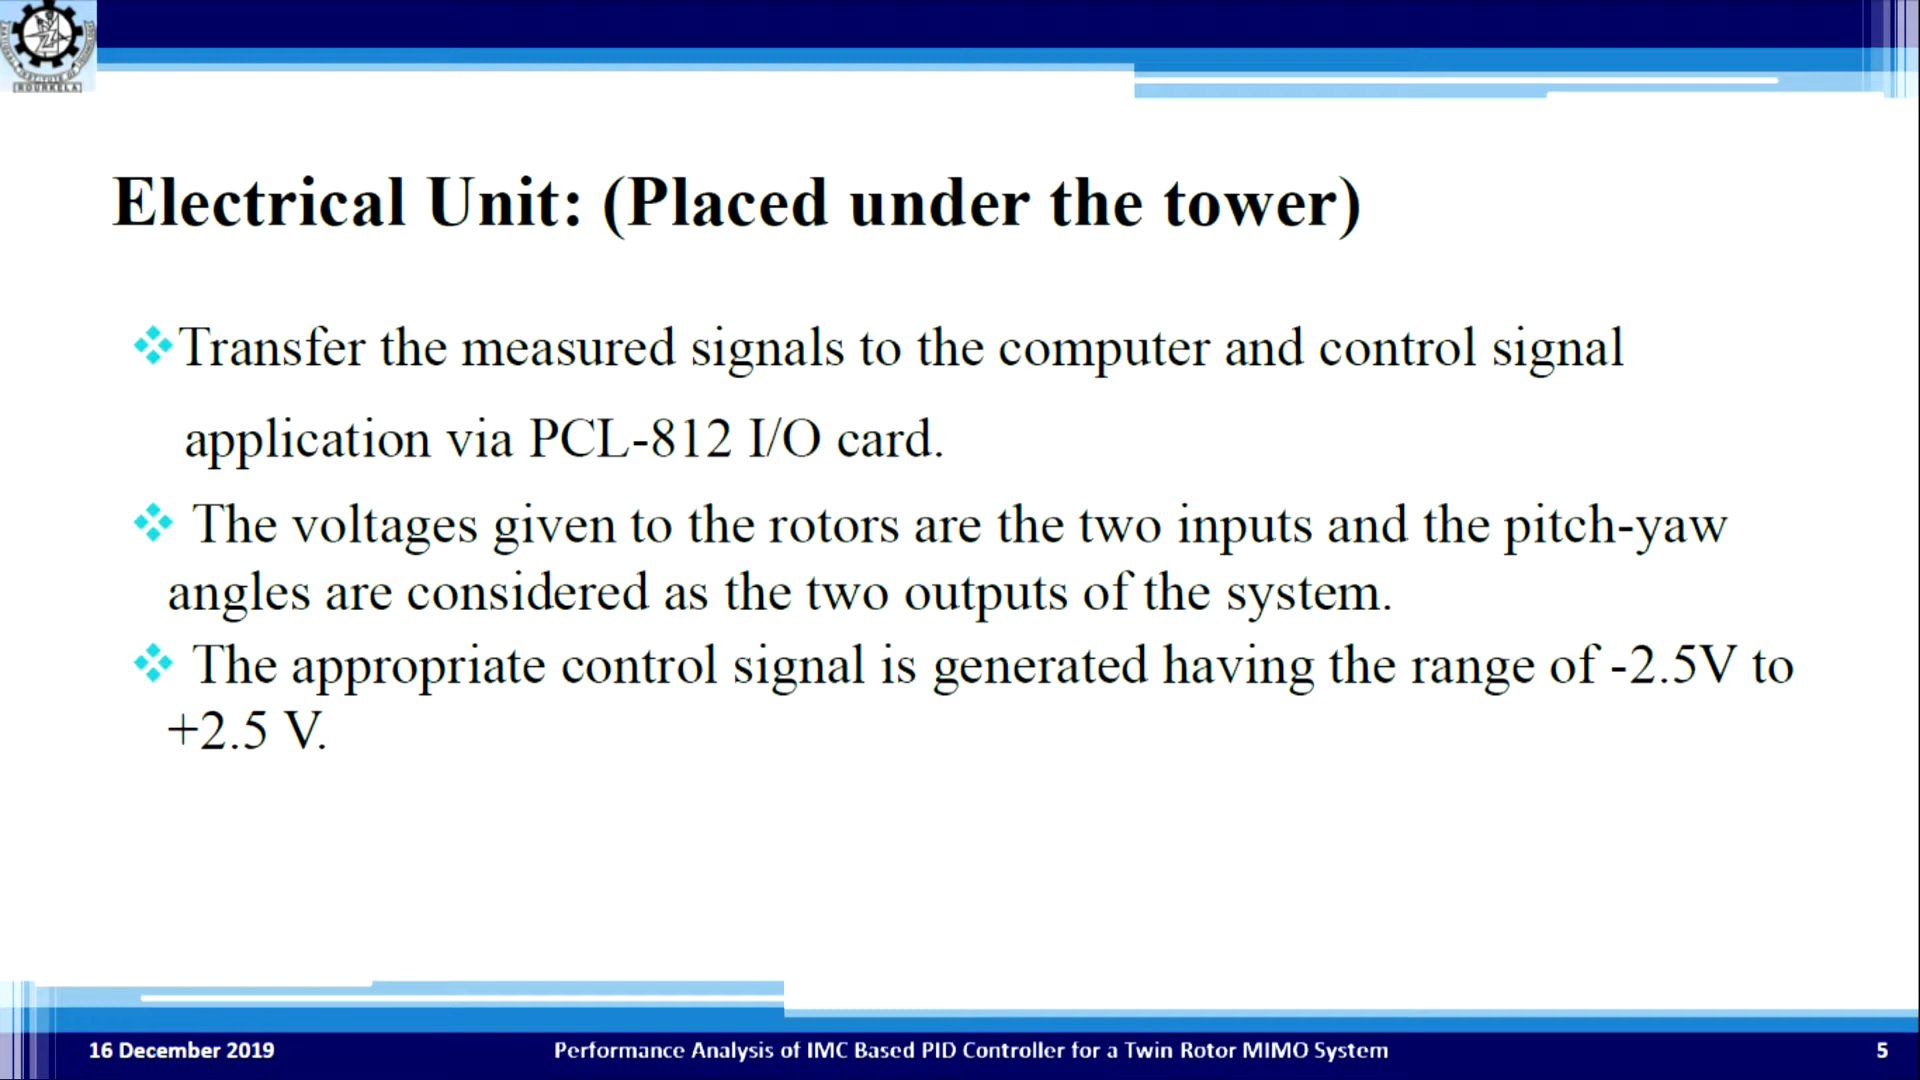 Electrical Unit: (Placed under the tower)
❖Transfer the measured signals to the computer and control signal
application via PCL-812 I/O card.
❖ The voltages given to the rotors are the two inputs and the pitch-yaw
angles are considered as the two outputs of the system.
❖ The appropriate control signal is generated having the range of -2.5V to
+2.5 V.
ROURKELA
16 December 2019
Performance Analysis of IMC Based PID Controller for a Twin Rotor MIMO System
5